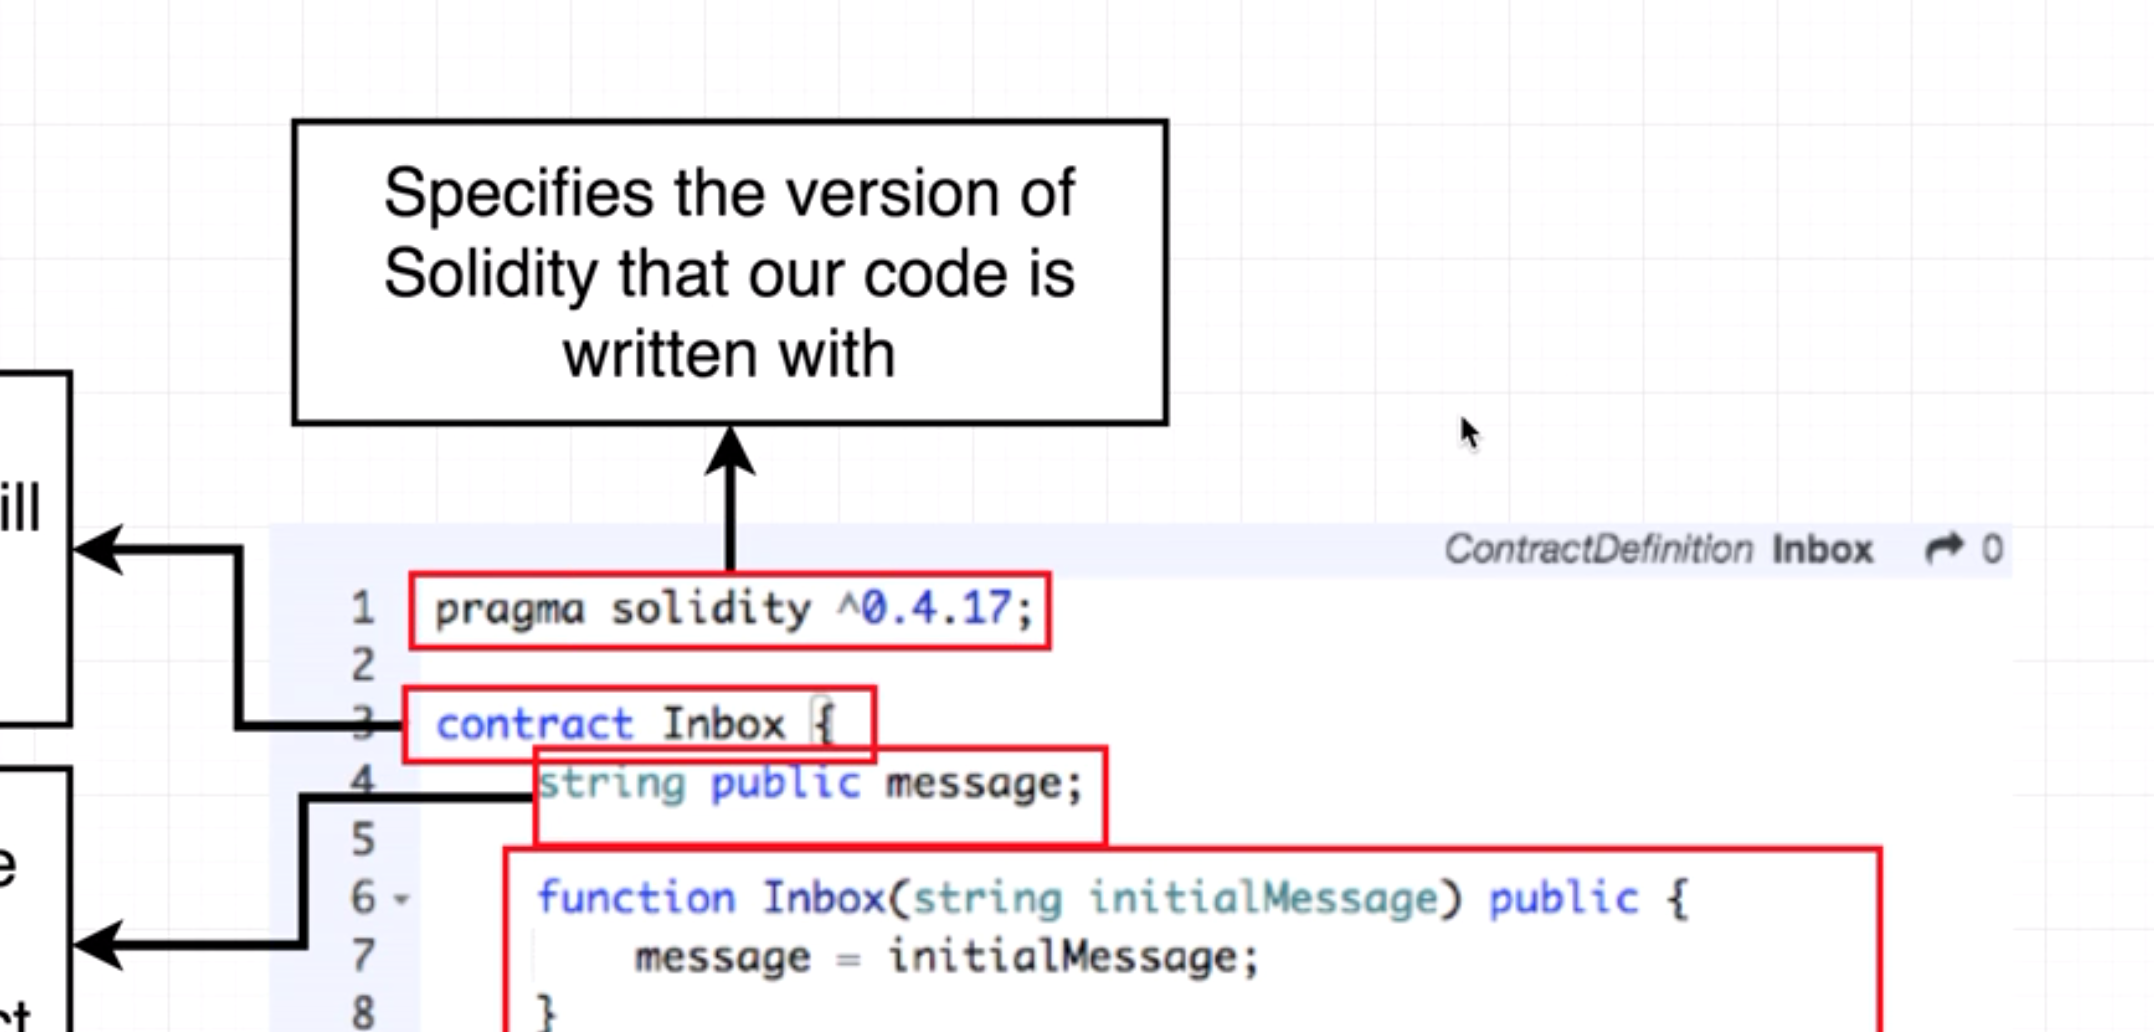 Specifies the version of
Solidity that our code is
written with
ill
ContractDefinition Inbox 0
1 pragma solidity ^0.4.17;
2
3 contract Inbox {
4 string public message;
5
e
6 function Inbox(string initialMessage) public {
7 message = initialMessage;
8 }
ct